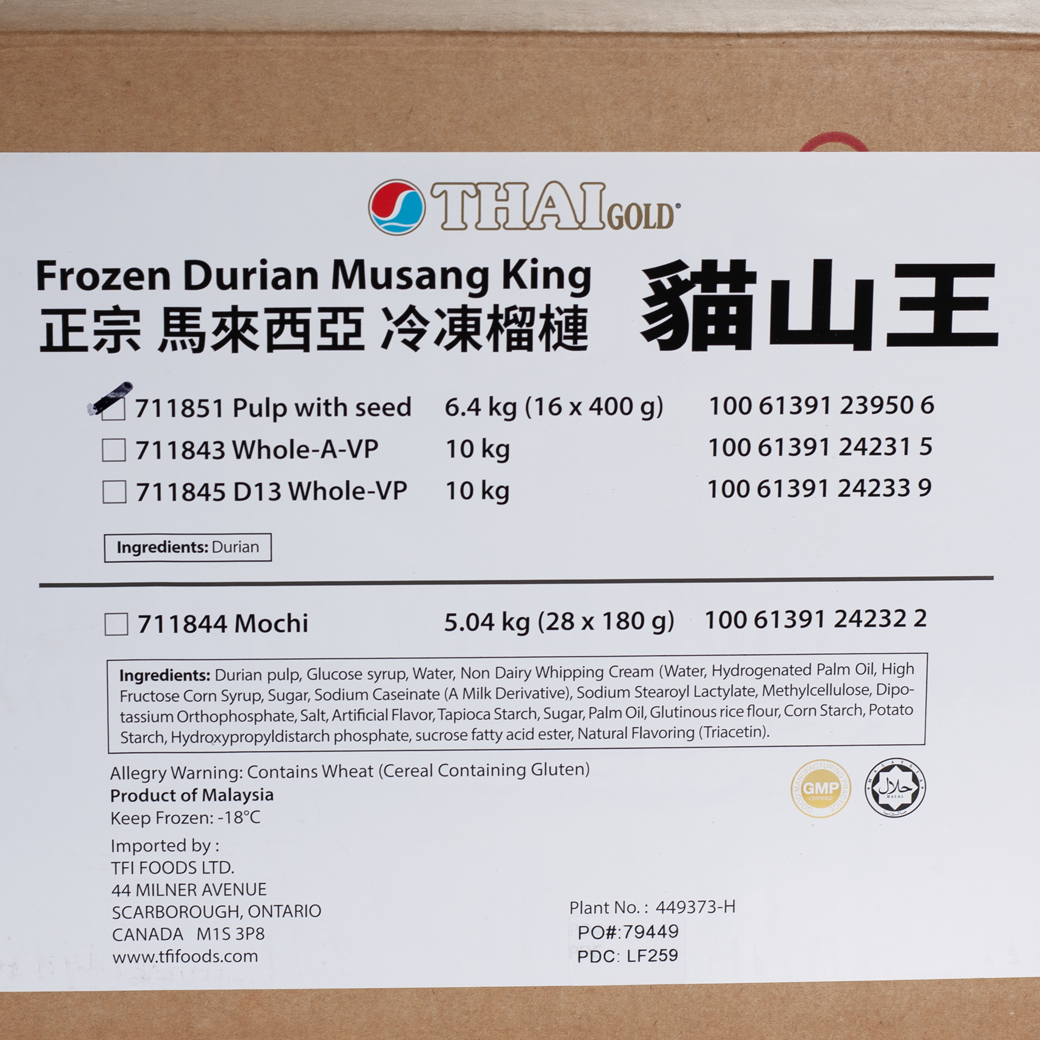 THAI GOLD®
Frozen Durian Musang King
正宗 馬來西亞 冷凍榴槤
貓山王
711851 Pulp with seed 6.4 kg (16 x 400 g) 100 61391 23950 6
711843 Whole-A-VP 10 kg 100 61391 24231 5
711845 D13 Whole-VP 10 kg 100 61391 24233 9
Ingredients: Durian
711844 Mochi 5.04 kg (28 x 180 g) 100 61391 24232 2
Ingredients: Durian pulp, Glucose syrup, Water, Non Dairy Whipping Cream (Water, Hydrogenated Palm Oil, High
Fructose Corn Syrup, Sugar, Sodium Caseinate (A Milk Derivative), Sodium Stearoyl Lactylate, Methylcellulose, Dipo-
tassium Orthophosphate, Salt, Artificial Flavor, Tapioca Starch, Sugar, Palm Oil, Glutinous rice flour, Corn Starch, Potato
Starch, Hydroxypropyldistarch phosphate, sucrose fatty acid ester, Natural Flavoring (Triacetin).
Allegry Warning: Contains Wheat (Cereal Containing Gluten)
Product of Malaysia
Keep Frozen: -18°C
GMP
CERTIFIED
MALAYSIA
حلال
HALAL
Imported by :
TFI FOODS LTD.
44 MILNER AVENUE
SCARBOROUGH, ONTARIO
CANADA M1S 3P8
www.tfifoods.com
Plant No. : 449373-H
PO#:79449
PDC: LF259